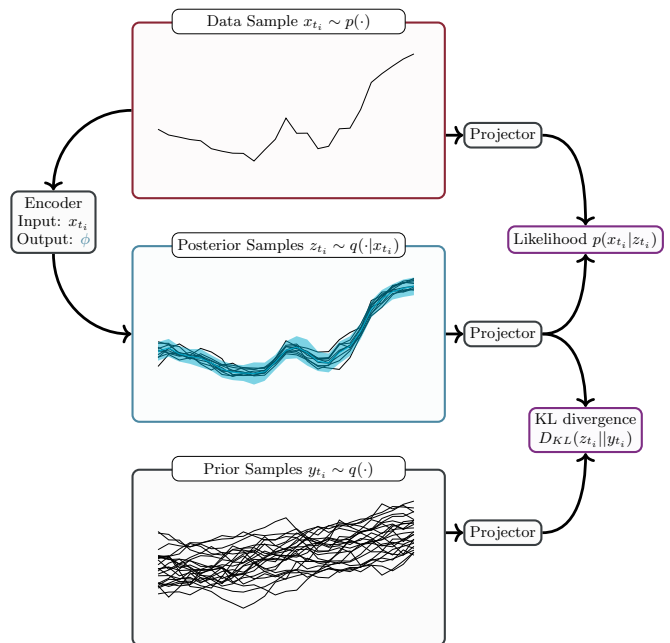 Data Sample $x_{t_i} \sim p(\cdot)$
Projector
Encoder
Input: $x_{t_i}$
Output: $\phi$
Likelihood $p(x_{t_i}|z_{t_i})$
Posterior Samples $z_{t_i} \sim q(\cdot|x_{t_i})$
Projector
KL divergence
$D_{KL}(z_{t_i}||y_{t_i})$
Prior Samples $y_{t_i} \sim q(\cdot)$
Projector